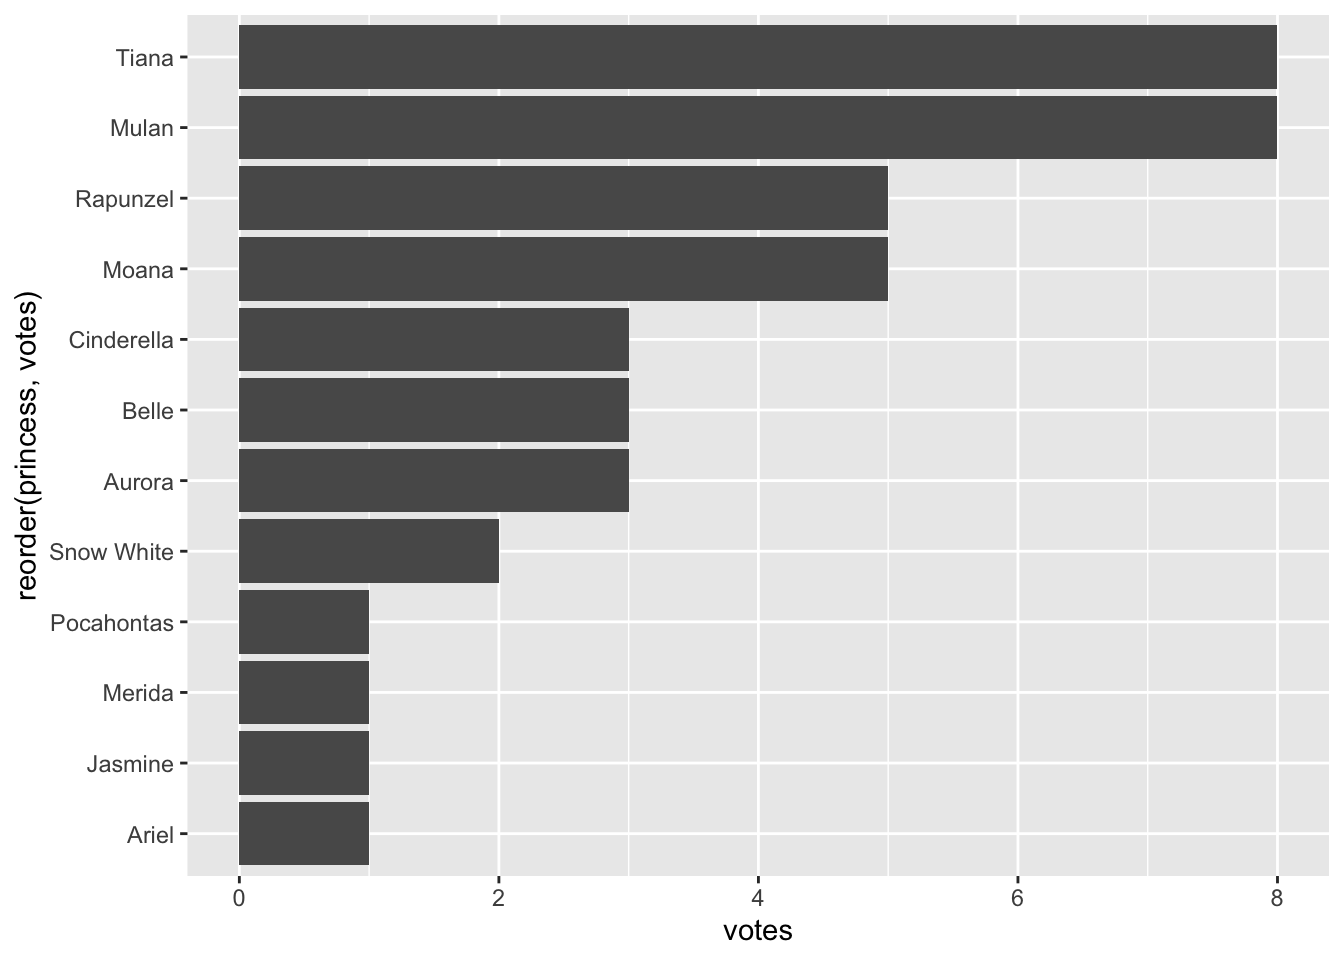 Tiana
Mulan
Rapunzel
Moana
Cinderella
Belle
Aurora
Snow White
Pocahontas
Merida
Jasmine
Ariel
reorder(princess, votes)
0 2 4 6 8
votes